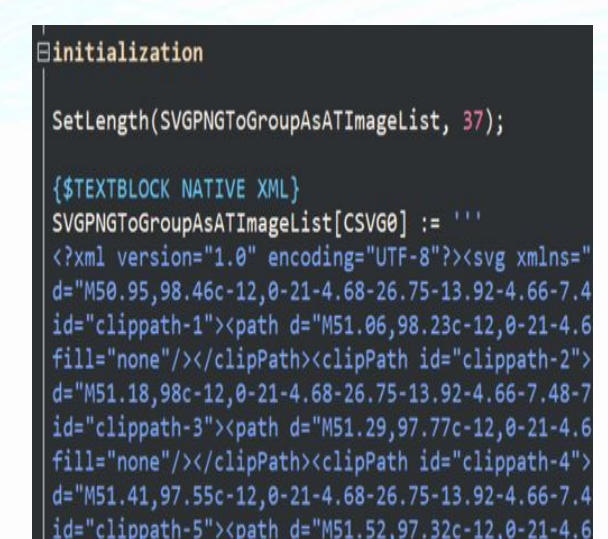 initialization
SetLength(SVGPNGToGroupAsATImageList, 37);
{$TEXTBLOCK NATIVE XML}
SVGPNGToGroupAsATImageList[CSVG0] := '''
<?xml version="1.0" encoding="UTF-8"?><svg xmlns="
d="M50.95,98.46c-12,0-21-4.68-26.75-13.92-4.66-7.4
id="clippath-1"><path d="M51.06,98.23c-12,0-21-4.6
fill="none"/></clipPath><clipPath id="clippath-2">
d="M51.18,98c-12,0-21-4.68-26.75-13.92-4.66-7.48-7
id="clippath-3"><path d="M51.29,97.77c-12,0-21-4.6
fill="none"/></clipPath><clipPath id="clippath-4">
d="M51.41,97.55c-12,0-21-4.68-26.75-13.92-4.66-7.4
id="clippath-5"><path d="M51.52,97.32c-12,0-21-4.6